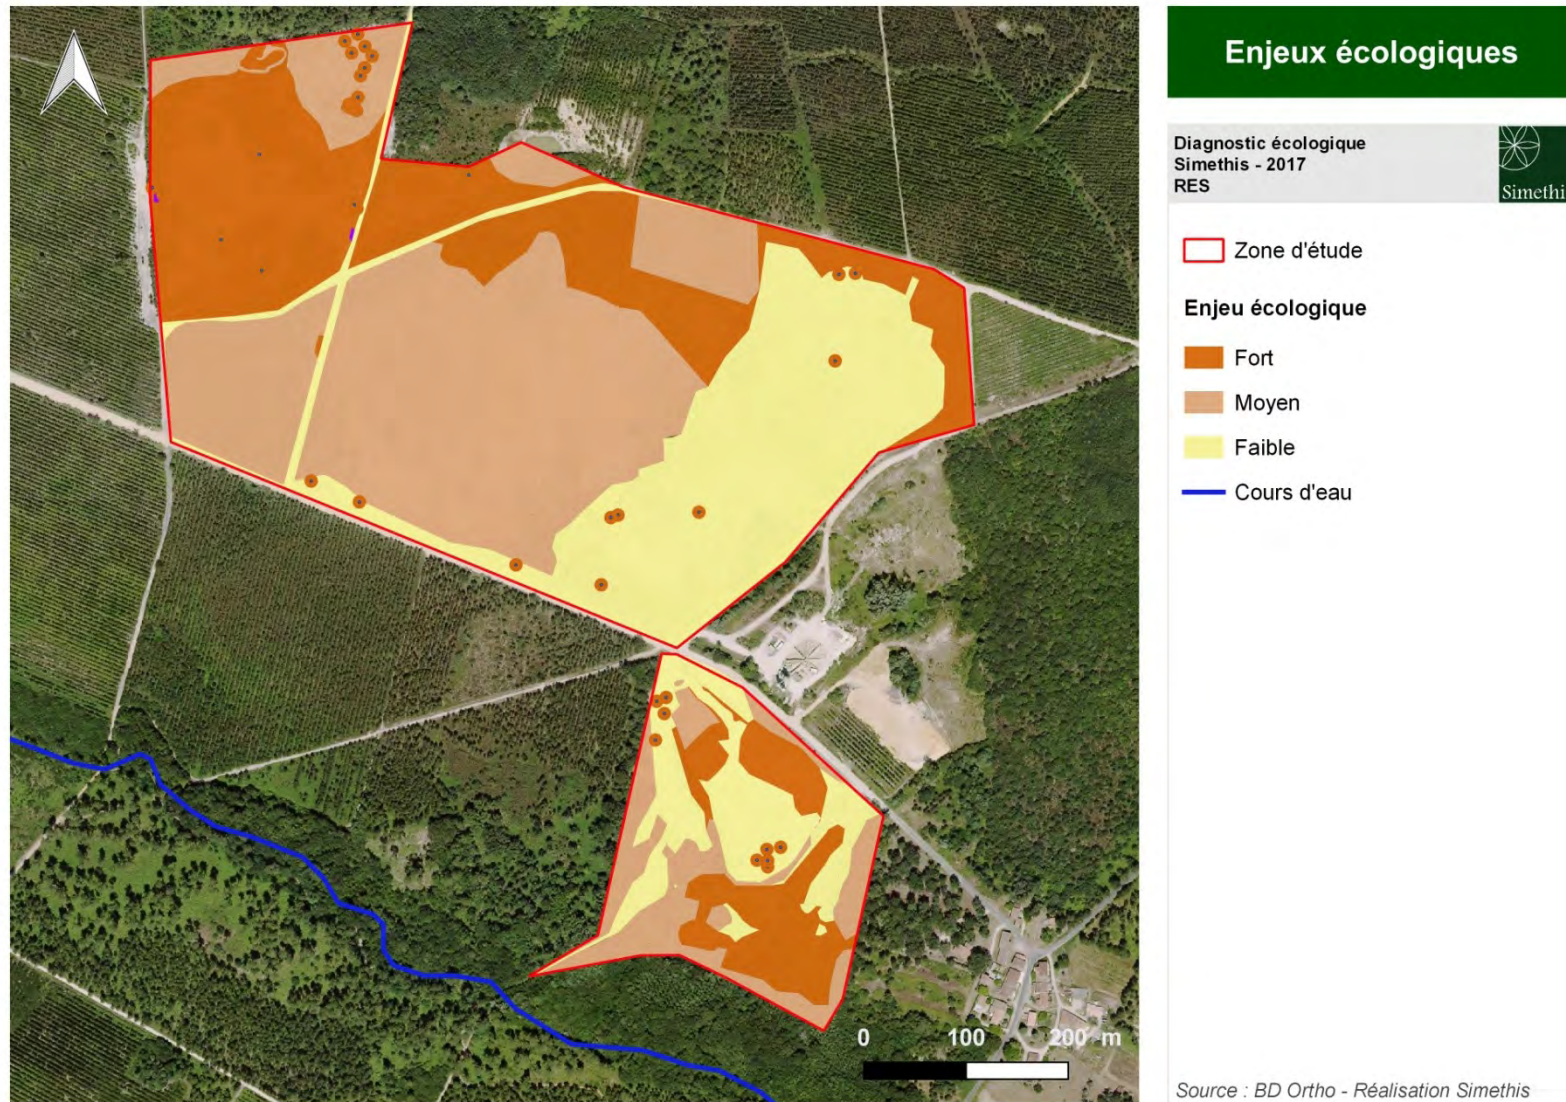 Enjeux écologiques
Diagnostic écologique
Simethis - 2017
RES
Simethi
Zone d'étude
Enjeu écologique
Fort
Moyen
Faible
Cours d'eau
0 100 200 m
Source : BD Ortho - Réalisation Simethis